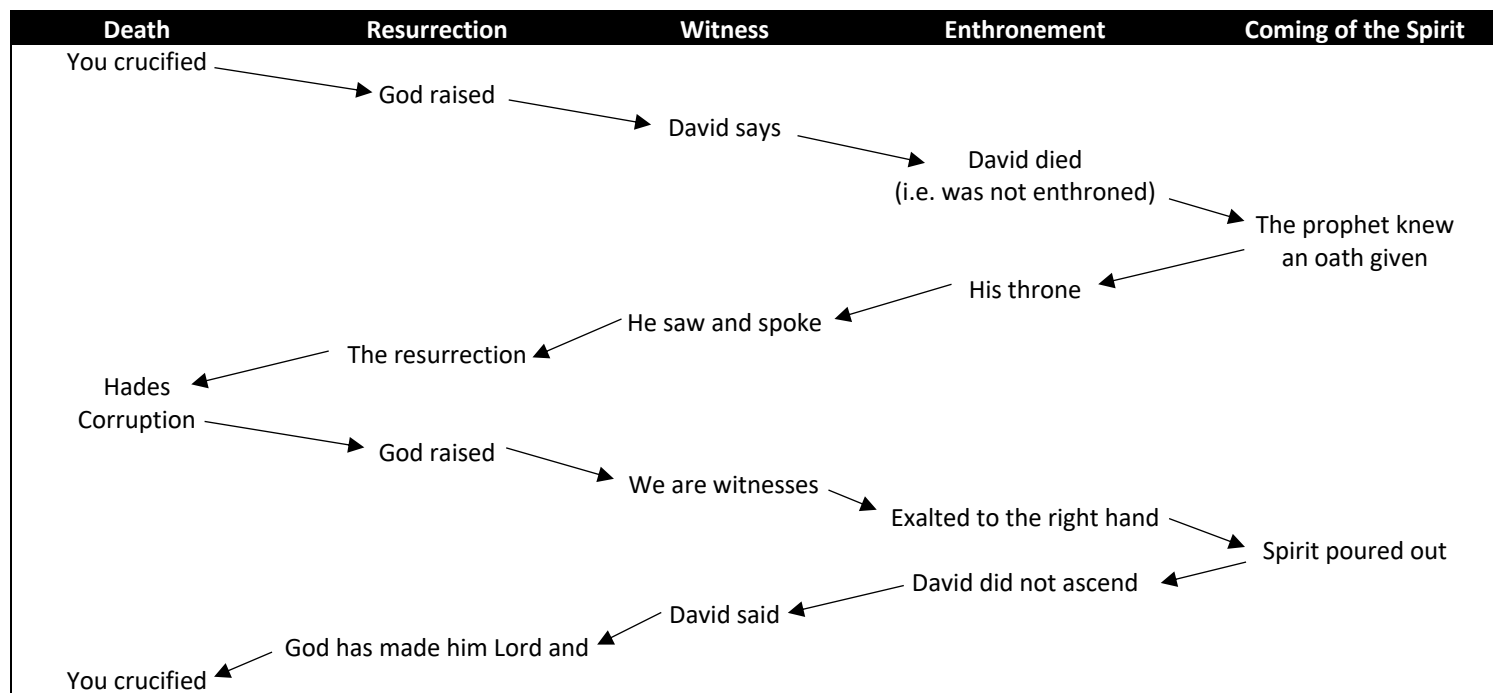 Death Resurrection Witness Enthronement Coming of the Spirit
You crucified
God raised
David says
David died
(i.e. was not enthroned)
The prophet knew
an oath given
His throne
He saw and spoke
The resurrection
Hades
Corruption
God raised
We are witnesses
Exalted to the right hand
Spirit poured out
David did not ascend
David said
God has made him Lord and
You crucified